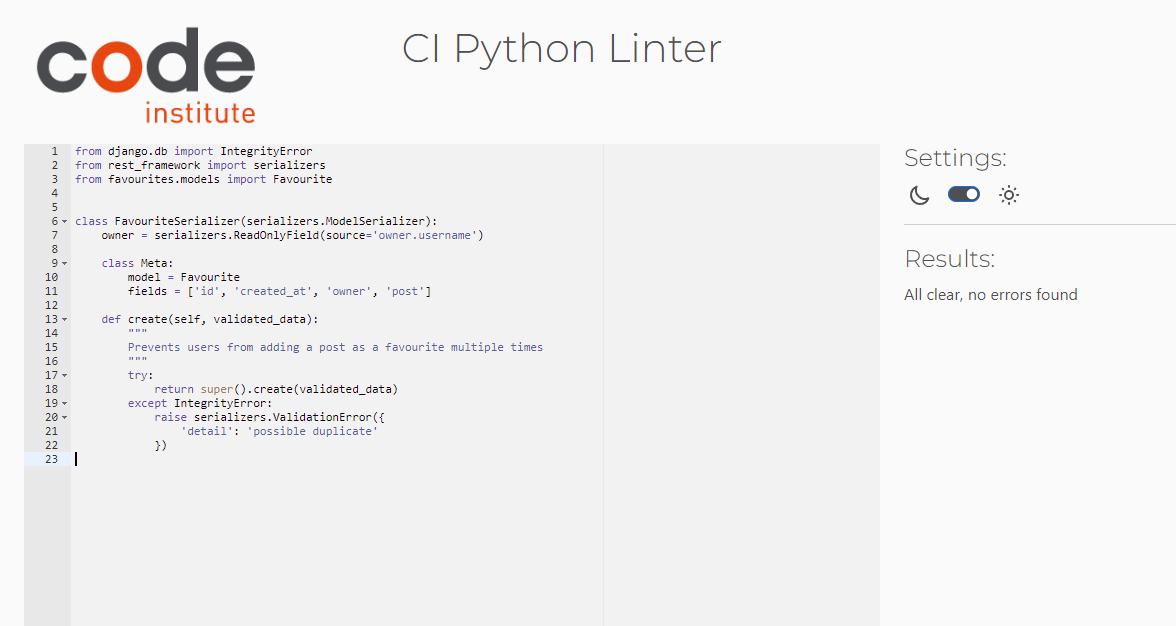 code
institute
CI Python Linter
1 from django.db import IntegrityError
2 from rest_framework import serializers
3 from favourites.models import Favourite
4
5
6 class FavouriteSerializer(serializers.ModelSerializer):
7     owner = serializers.ReadOnlyField(source='owner.username')
8
9     class Meta:
10         model = Favourite
11         fields = ['id', 'created_at', 'owner', 'post']
12
13     def create(self, validated_data):
14         """
15         Prevents users from adding a post as a favourite multiple times
16         """
17         try:
18             return super().create(validated_data)
19         except IntegrityError:
20             raise serializers.ValidationError({
21                 'detail': 'possible duplicate'
22             })
23
Settings:
Results:
All clear, no errors found